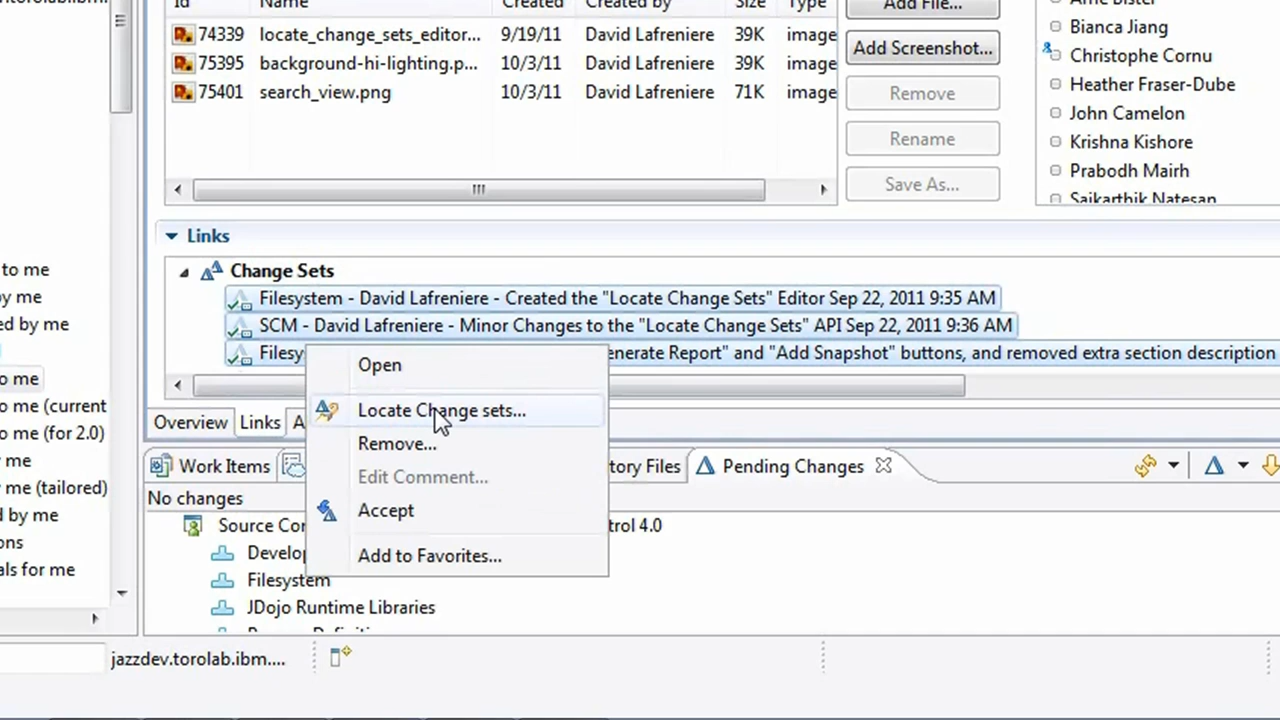 Id Name Created Created by Size Type
74339 locate_change_sets_editor... 9/19/11 David Lafreniere 39K image
75395 background-hi-lighting.p... 10/3/11 David Lafreniere 39K image
75401 search_view.png 10/3/11 David Lafreniere 71K image
Add File...
Add Screenshot...
Remove
Rename
Save As...
Bianca Jiang
Christophe Cornu
Heather Fraser-Dube
John Camelon
Krishna Kishore
Prabodh Mairh
Saikarthik Natesan
Links
Change Sets
Filesystem - David Lafreniere - Created the "Locate Change Sets" Editor Sep 22, 2011 9:35 AM
SCM - David Lafreniere - Minor Changes to the "Locate Change Sets" API Sep 22, 2011 9:36 AM
Filesy enerate Report" and "Add Snapshot" buttons, and removed extra section description
Open
Locate Change sets...
Remove...
Edit Comment...
Accept
Add to Favorites...
to me
y me
ed by me
o me
o me (current
o me (for 2.0)
y me
y me (tailored)
d by me
ons
als for me
Overview Links A
Work Items tory Files Pending Changes
No changes
Source Con trol 4.0
Develop
Filesystem
JDojo Runtime Libraries
jazzdev.torolab.ibm....